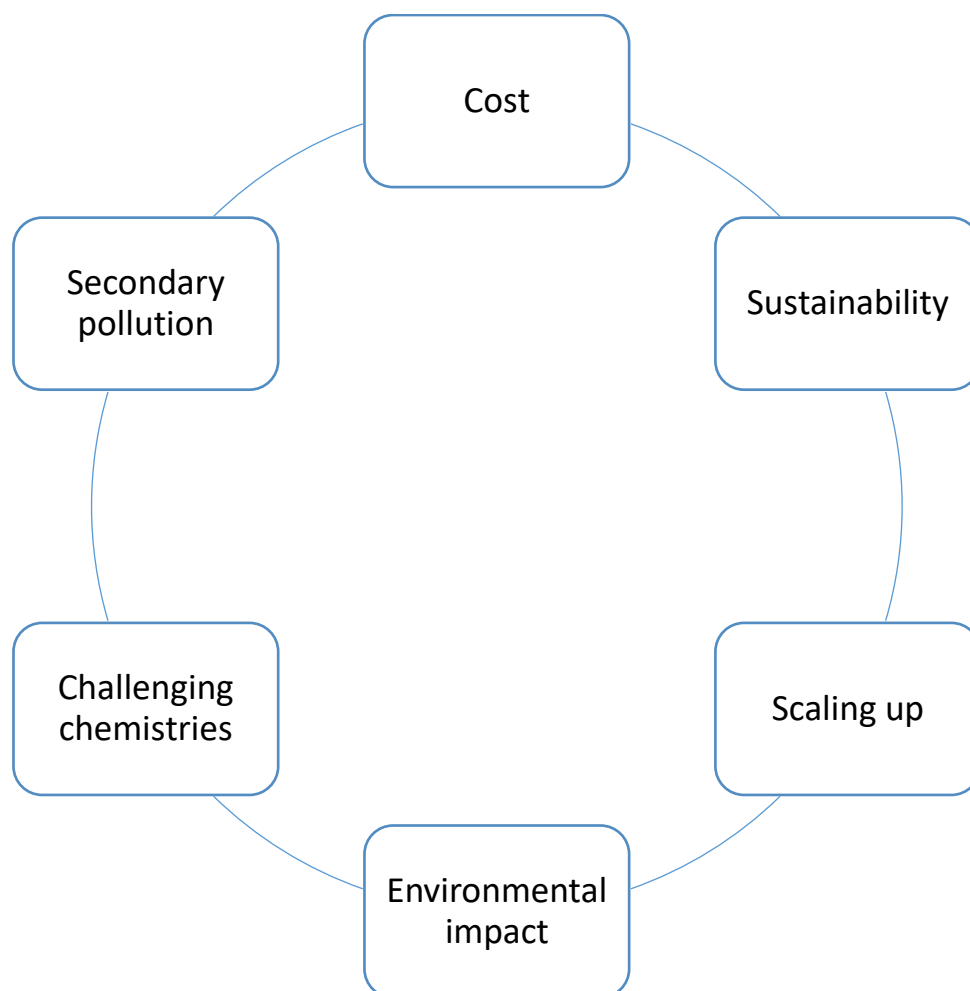 Cost
Sustainability
Scaling up
Environmental
impact
Challenging
chemistries
Secondary
pollution